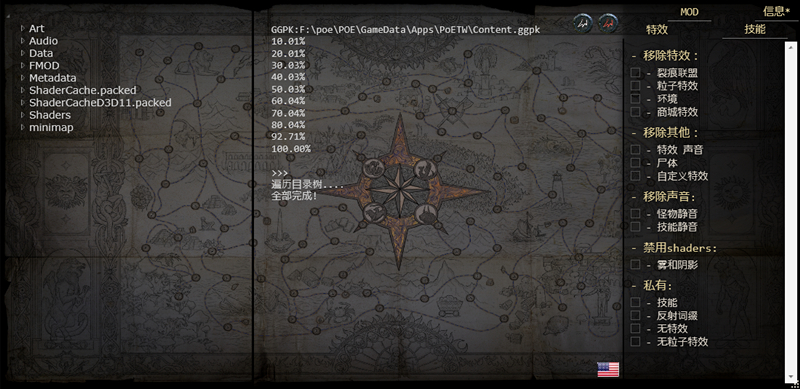 Art
Audio
Data
FMOD
Metadata
ShaderCache.packed
ShaderCacheD3D11.packed
Shaders
minimap
GGPK:F:\poe\POE\GameData\Apps\PoETW\Content.ggpk
10.01%
20.01%
30.03%
40.03%
50.03%
60.04%
70.04%
80.04%
92.71%
100.00%
>>>
遍历目录树....
全部完成!
MOD
信息*
特效
技能
- 移除特效:
- 裂痕联盟
- 粒子特效
- 环境
- 商城特效
- 移除其他:
- 特效 声音
- 尸体
- 自定义特效
- 移除声音:
- 怪物静音
- 技能静音
- 禁用shaders:
- 雾和阴影
- 私有:
- 技能
- 反射词缀
- 无特效
- 无粒子特效